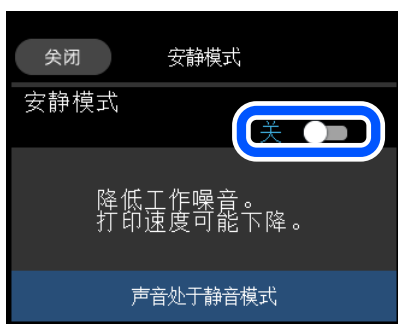 关闭
安静模式
安静模式
关
降低工作噪音。
打印速度可能下降。
声音处于静音模式